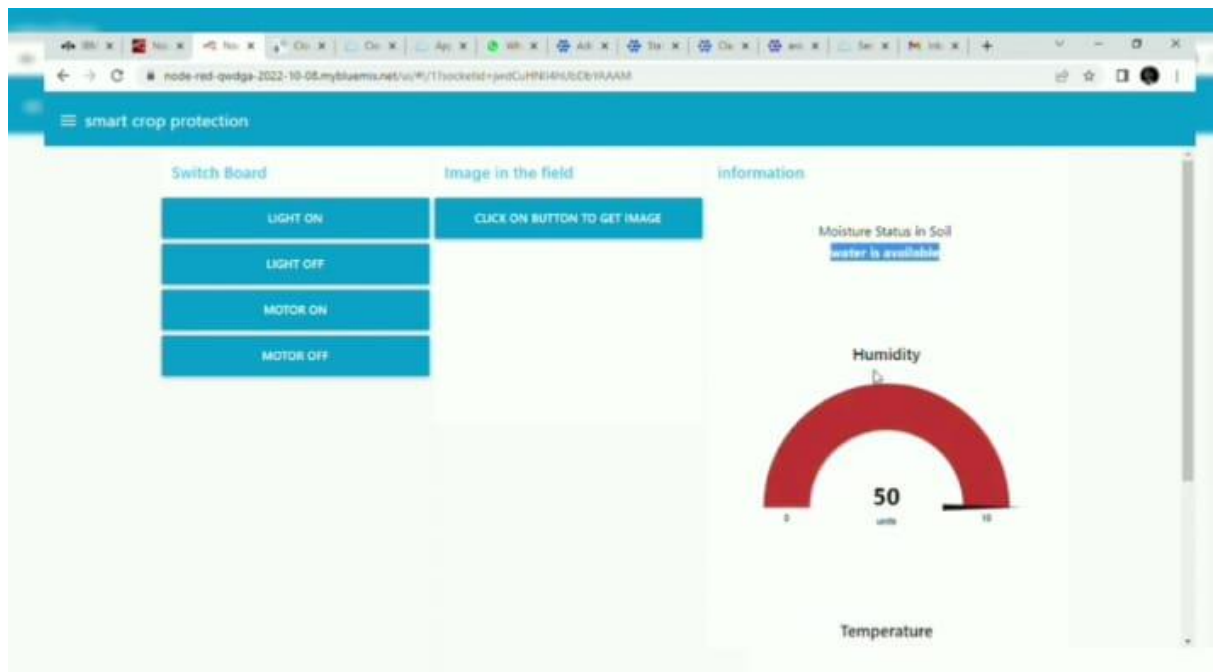 smart crop protection
Switch Board
LIGHT ON
LIGHT OFF
MOTOR ON
MOTOR OFF
Image in the field
CLICK ON BUTTON TO GET IMAGE
information
Moisture Status in Soil
water is available
Humidity
50
units
0
10
Temperature